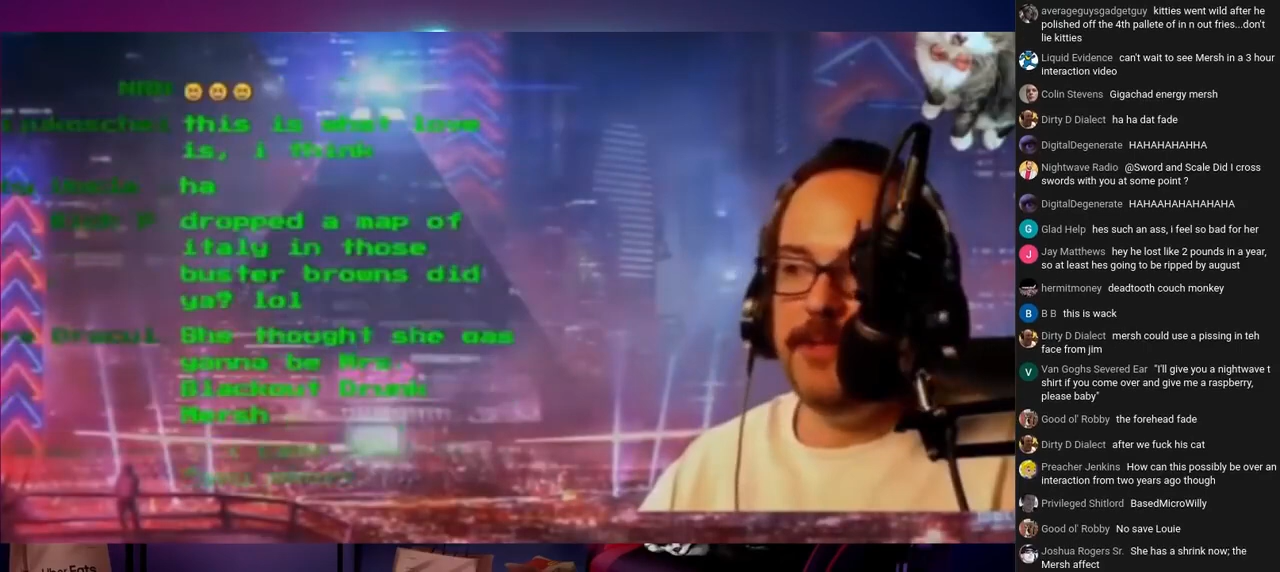 this is what love
is, i think
ha
dropped a map of
italy in those
buster browns did
ya? lol
She thought she was
gonna be Mrs.
Blackout Drunk
Mersh
Uber Eats
averageguysgadgetguy kitties went wild after he
polished off the 4th pallete of in n out fries...don't
lie kitties
Liquid Evidence can't wait to see Mersh in a 3 hour
interaction video
Colin Stevens Gigachad energy mersh
Dirty D Dialect ha ha dat fade
DigitalDegenerate HAHAHAHAHHA
Nightwave Radio @Sword and Scale Did I cross
swords with you at some point ?
DigitalDegenerate HAHAAHAHAHAHAHA
G Glad Help hes such an ass, i feel so bad for her
J Jay Matthews hey he lost like 2 pounds in a year,
so at least hes going to be ripped by august
hermitmoney deadtooth couch monkey
B B B this is wack
Dirty D Dialect mersh could use a pissing in teh
face from jim
V Van Goghs Severed Ear "I'll give you a nightwave t
shirt if you come over and give me a raspberry,
please baby"
Good ol' Robby the forehead fade
Dirty D Dialect after we fuck his cat
Preacher Jenkins How can this possibly be over an
interaction from two years ago though
Privileged Shitlord BasedMicroWilly
Good ol' Robby No save Louie
Joshua Rogers Sr. She has a shrink now; the
Mersh affect